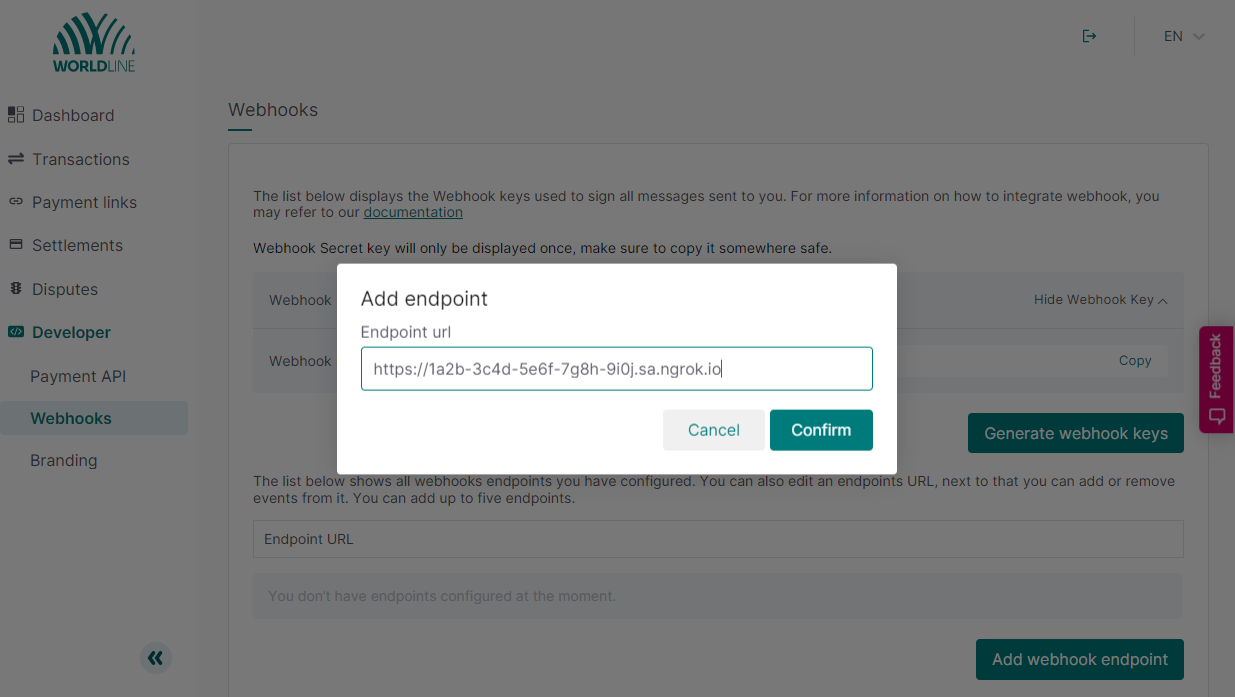 WORLDLINE
EN
Dashboard
Transactions
Payment links
Settlements
Disputes
Developer
Payment API
Webhooks
Branding
Webhooks
The list below displays the Webhook keys used to sign all messages sent to you. For more information on how to integrate webhook, you
may refer to our documentation
Webhook Secret key will only be displayed once, make sure to copy it somewhere safe.
Webhook
Hide Webhook Key
Webhook
Copy
Add endpoint
Endpoint url
https://1a2b-3c4d-5e6f-7g8h-9i0j.sa.ngrok.io
Cancel
Confirm
Generate webhook keys
Feedback
The list below shows all webhooks endpoints you have configured. You can also edit an endpoints URL, next to that you can add or remove
events from it. You can add up to five endpoints.
Endpoint URL
You don't have endpoints configured at the moment.
Add webhook endpoint